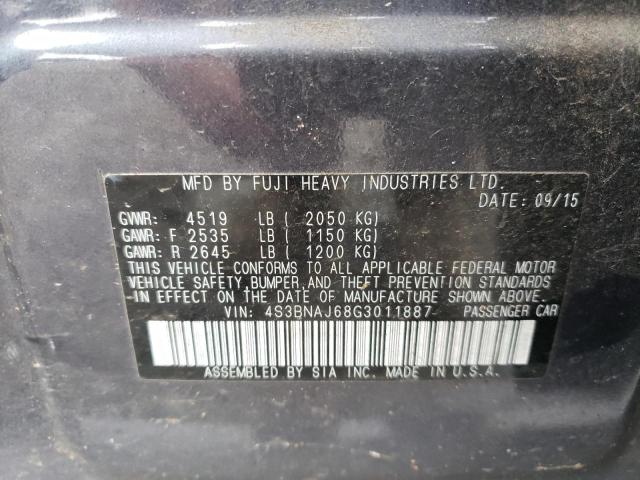 MFD BY FUJI HEAVY INDUSTRIES LTD.
DATE: 09/15
GVWR: 4519 LB ( 2050 KG)
GAWR: F 2535 LB ( 1150 KG)
GAWR: R 2645 LB ( 1200 KG)
THIS VEHICLE CONFORMS TO ALL APPLICABLE FEDERAL MOTOR
VEHICLE SAFETY, BUMPER, AND THEFT PREVENTION STANDARDS
IN EFFECT ON THE DATE OF MANUFACTURE SHOWN ABOVE.
VIN: 4S3BNAJ68G3011887 PASSENGER CAR
ASSEMBLED BY SIA INC. MADE IN U.S.A.